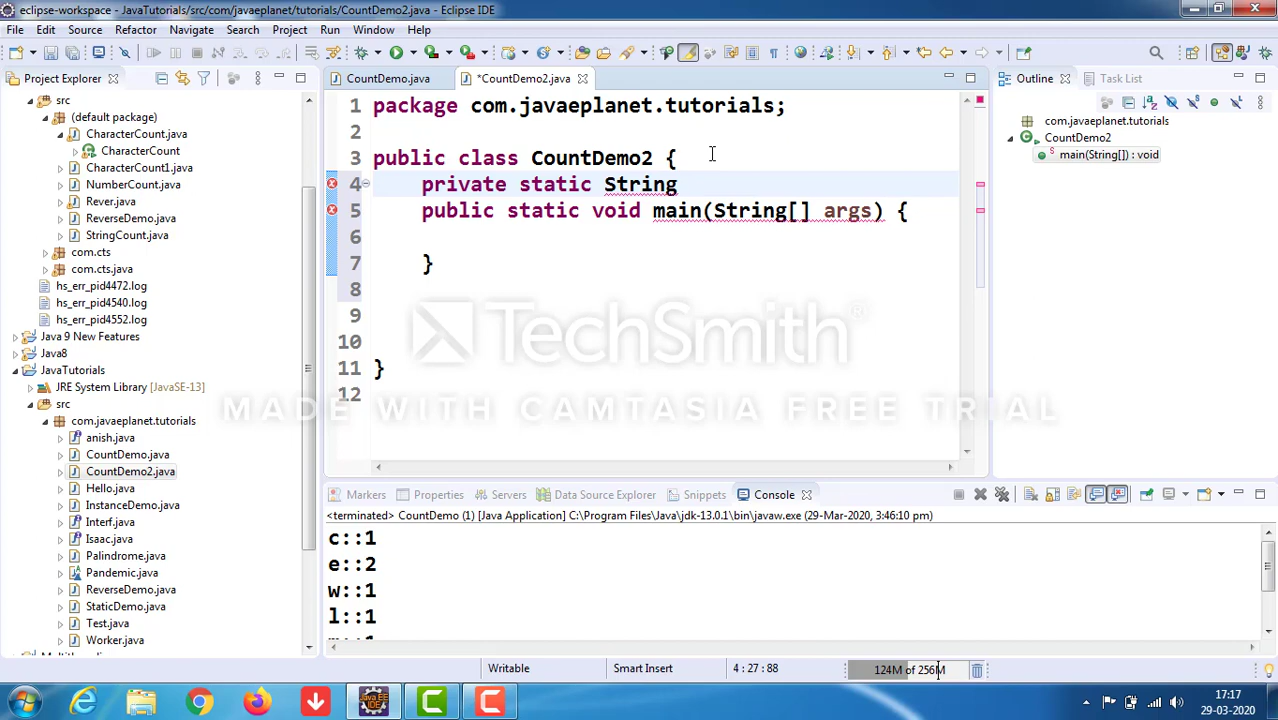 eclipse-workspace - JavaTutorials/src/com/javaeplanet/tutorials/CountDemo2.java - Eclipse IDE
File Edit Source Refactor Navigate Search Project Run Window Help
Project Explorer
src
(default package)
CharacterCount.java
CharacterCount
CharacterCount1.java
NumberCount.java
Rever.java
ReverseDemo.java
StringCount.java
com.cts
com.cts.java
hs_err_pid4472.log
hs_err_pid4540.log
hs_err_pid4552.log
Java 9 New Features
Java8
JavaTutorials
JRE System Library [JavaSE-13]
src
com.javaeplanet.tutorials
anish.java
CountDemo.java
CountDemo2.java
Hello.java
InstanceDemo.java
Interf.java
Isaac.java
Palindrome.java
Pandemic.java
ReverseDemo.java
StaticDemo.java
Test.java
Worker.java
CountDemo.java *CountDemo2.java
1 package com.javaeplanet.tutorials;
2
3 public class CountDemo2 {
4 private static String
5 public static void main(String[] args) {
6
7 }
8
9
10
11 }
12
TechSmith®
MADE WITH CAMTASIA FREE TRIAL
Outline Task List
com.javaeplanet.tutorials
CountDemo2
main(String[]) : void
Markers Properties Servers Data Source Explorer Snippets Console
<terminated> CountDemo (1) [Java Application] C:\Program Files\Java\jdk-13.0.1\bin\javaw.exe (29-Mar-2020, 3:46:10 pm)
c::1
e::2
w::1
l::1
Writable Smart Insert 4 : 27 : 88 124M of 256M
17:17
29-03-2020